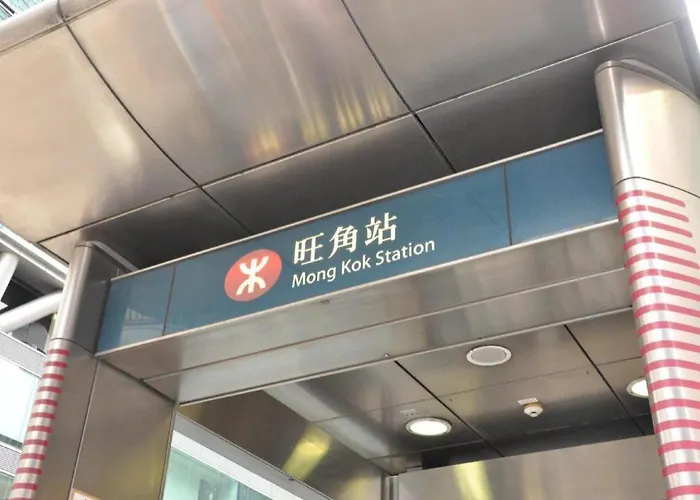 旺角站
Mong Kok Station